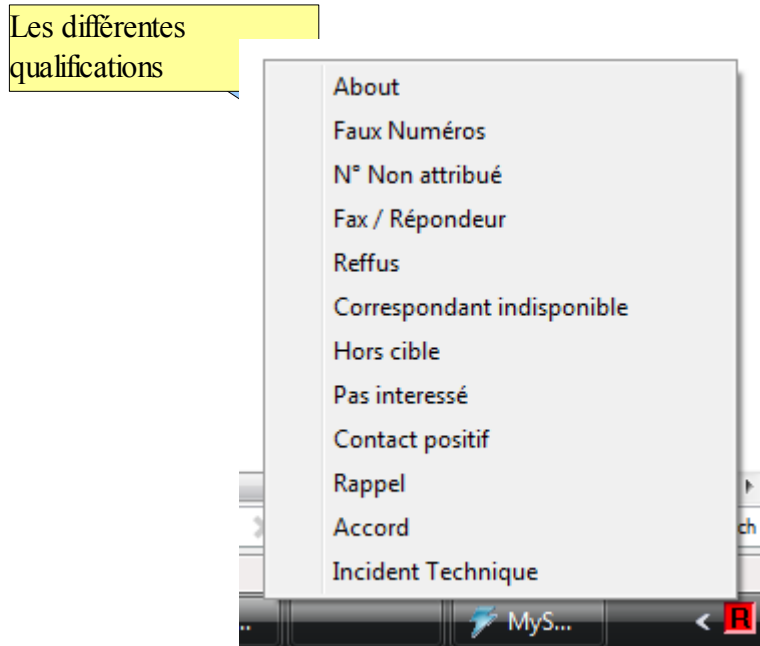 Les différentes
qualifications
About
Faux Numéros
N° Non attribué
Fax / Répondeur
Reffus
Correspondant indisponible
Hors cible
Pas interessé
Contact positif
Rappel
Accord
ch
Incident Technique
..
MyS...
< R